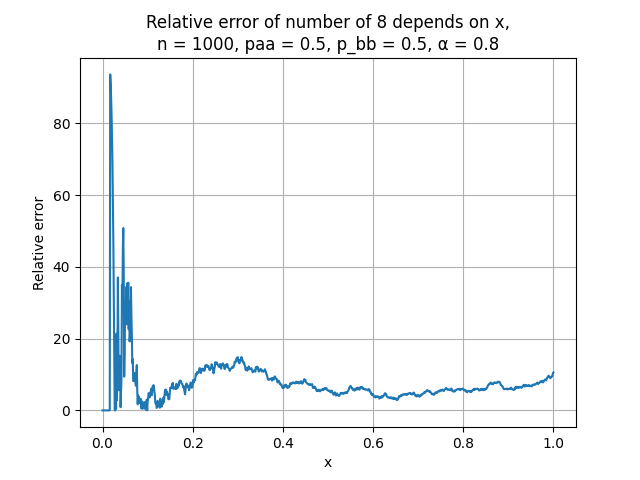 Relative error of number of 8 depends on x,
n = 1000, paa = 0.5, p_bb = 0.5, α = 0.8
Relative error
80
60
40
20
0
0.0 0.2 0.4 0.6 0.8 1.0
x